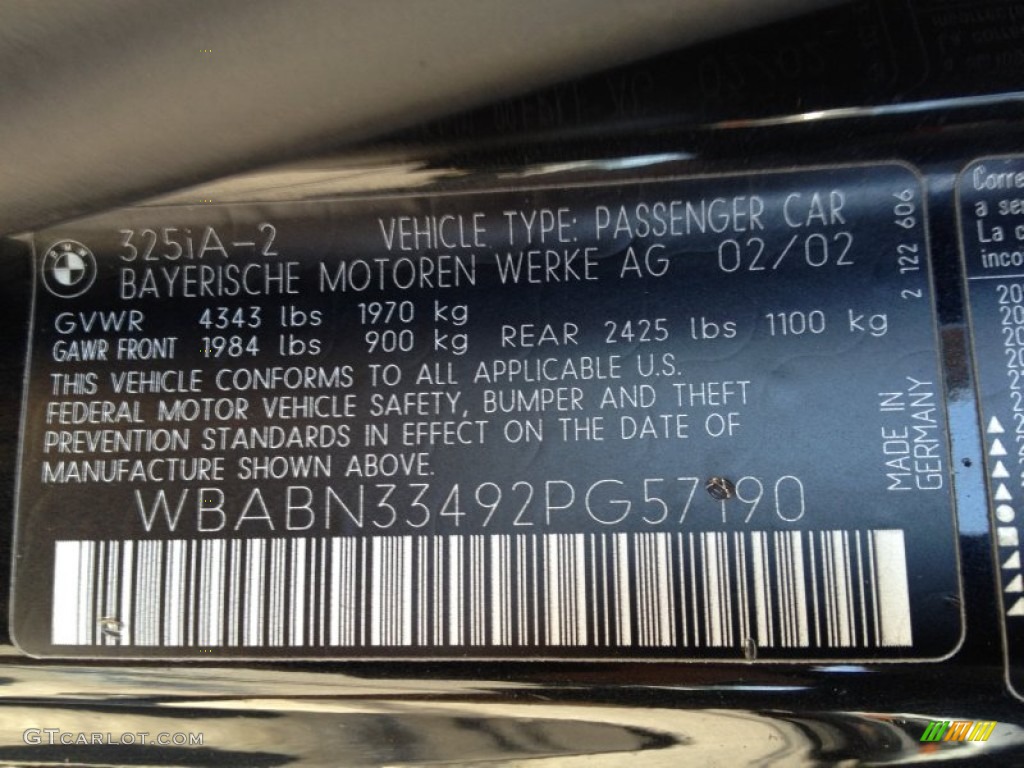 325iA-2 VEHICLE TYPE: PASSENGER CAR
BAYERISCHE MOTOREN WERKE AG 02/02
GVWR 4343 lbs 1970 kg
GAWR FRONT 1984 lbs 900 kg REAR 2425 lbs 1100 kg
THIS VEHICLE CONFORMS TO ALL APPLICABLE U.S.
FEDERAL MOTOR VEHICLE SAFETY, BUMPER AND THEFT
PREVENTION STANDARDS IN EFFECT ON THE DATE OF
MANUFACTURE SHOWN ABOVE.
WBABN33492PG57190
2 122 606
MADE IN
GERMANY
Corre
a se
La c
inco
GTCARLOT.COM